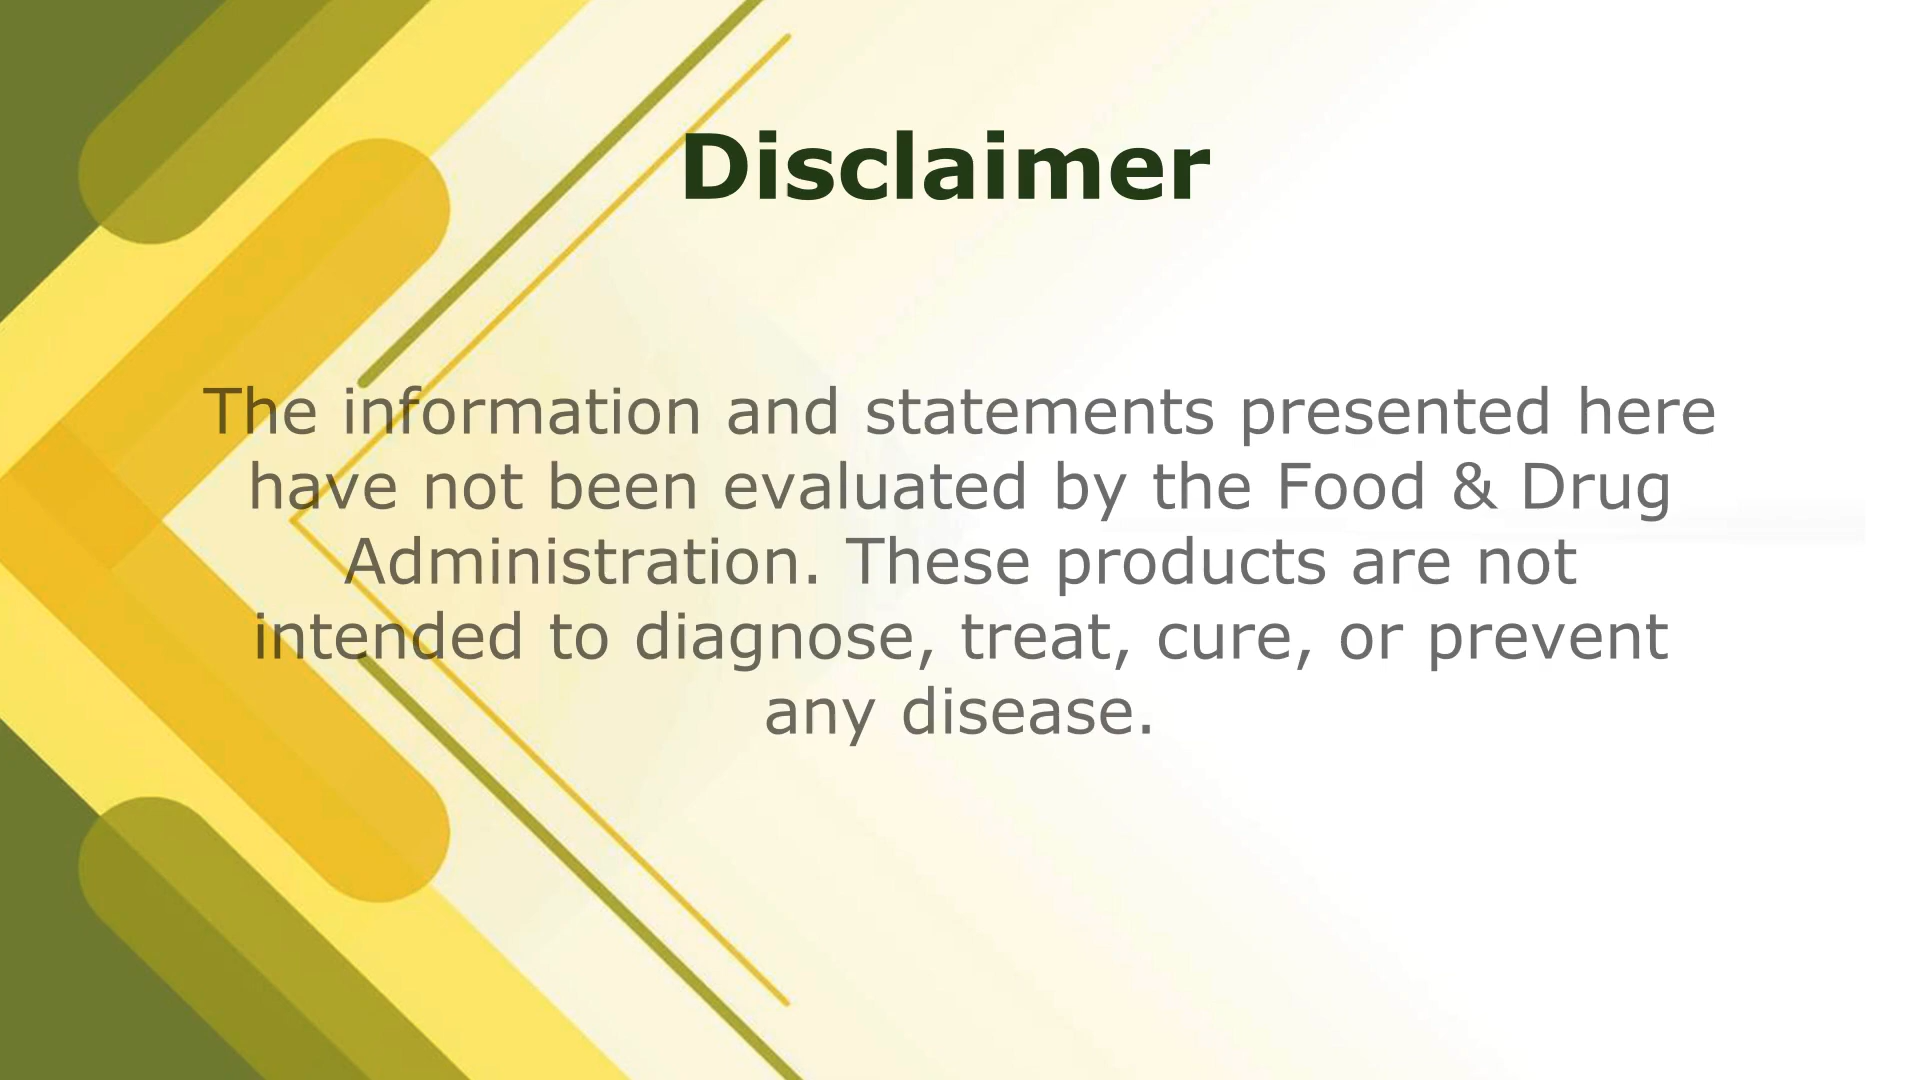 Disclaimer
The information and statements presented here
have not been evaluated by the Food & Drug
Administration. These products are not
intended to diagnose, treat, cure, or prevent
any disease.